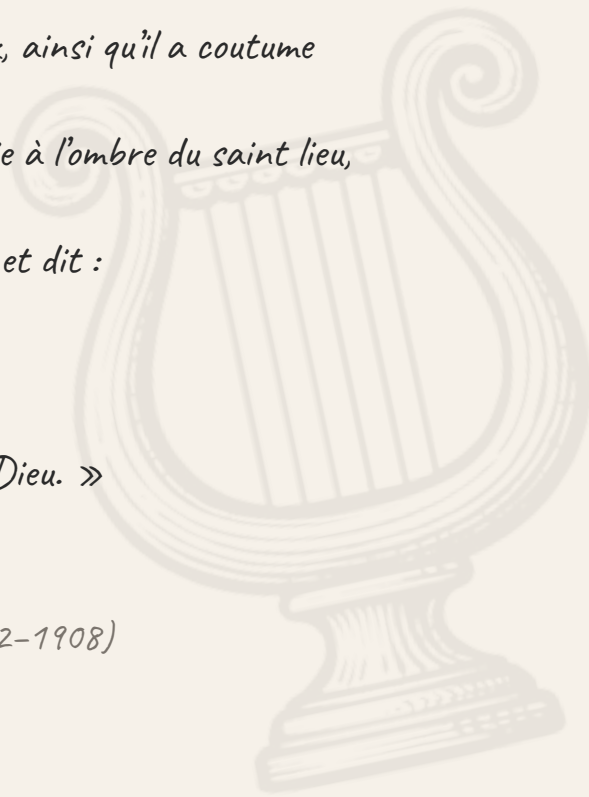 , ainsi qu'il a coutume
e à l'ombre du saint lieu,
et dit :
Dieu. »
2–1908)